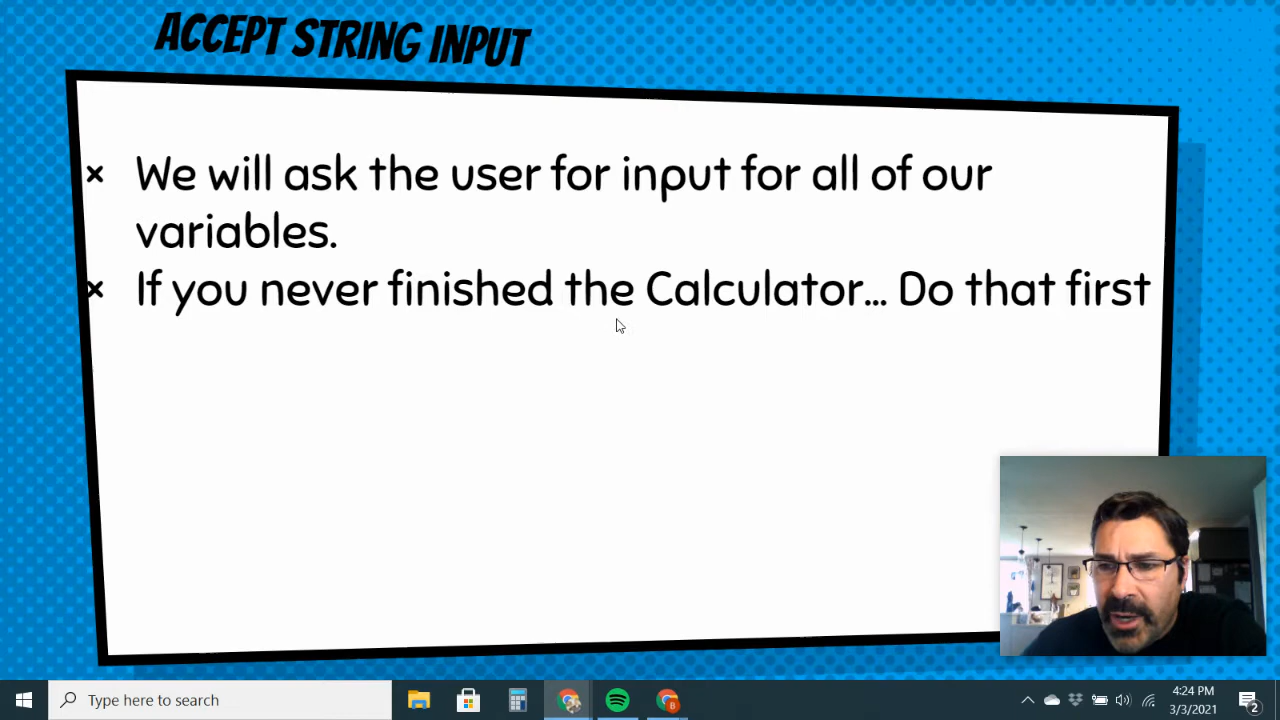 ACCEPT STRING INPUT
× We will ask the user for input for all of our
variables.
× If you never finished the Calculator... Do that first
Type here to search
4:24 PM
3/3/2021
2
B